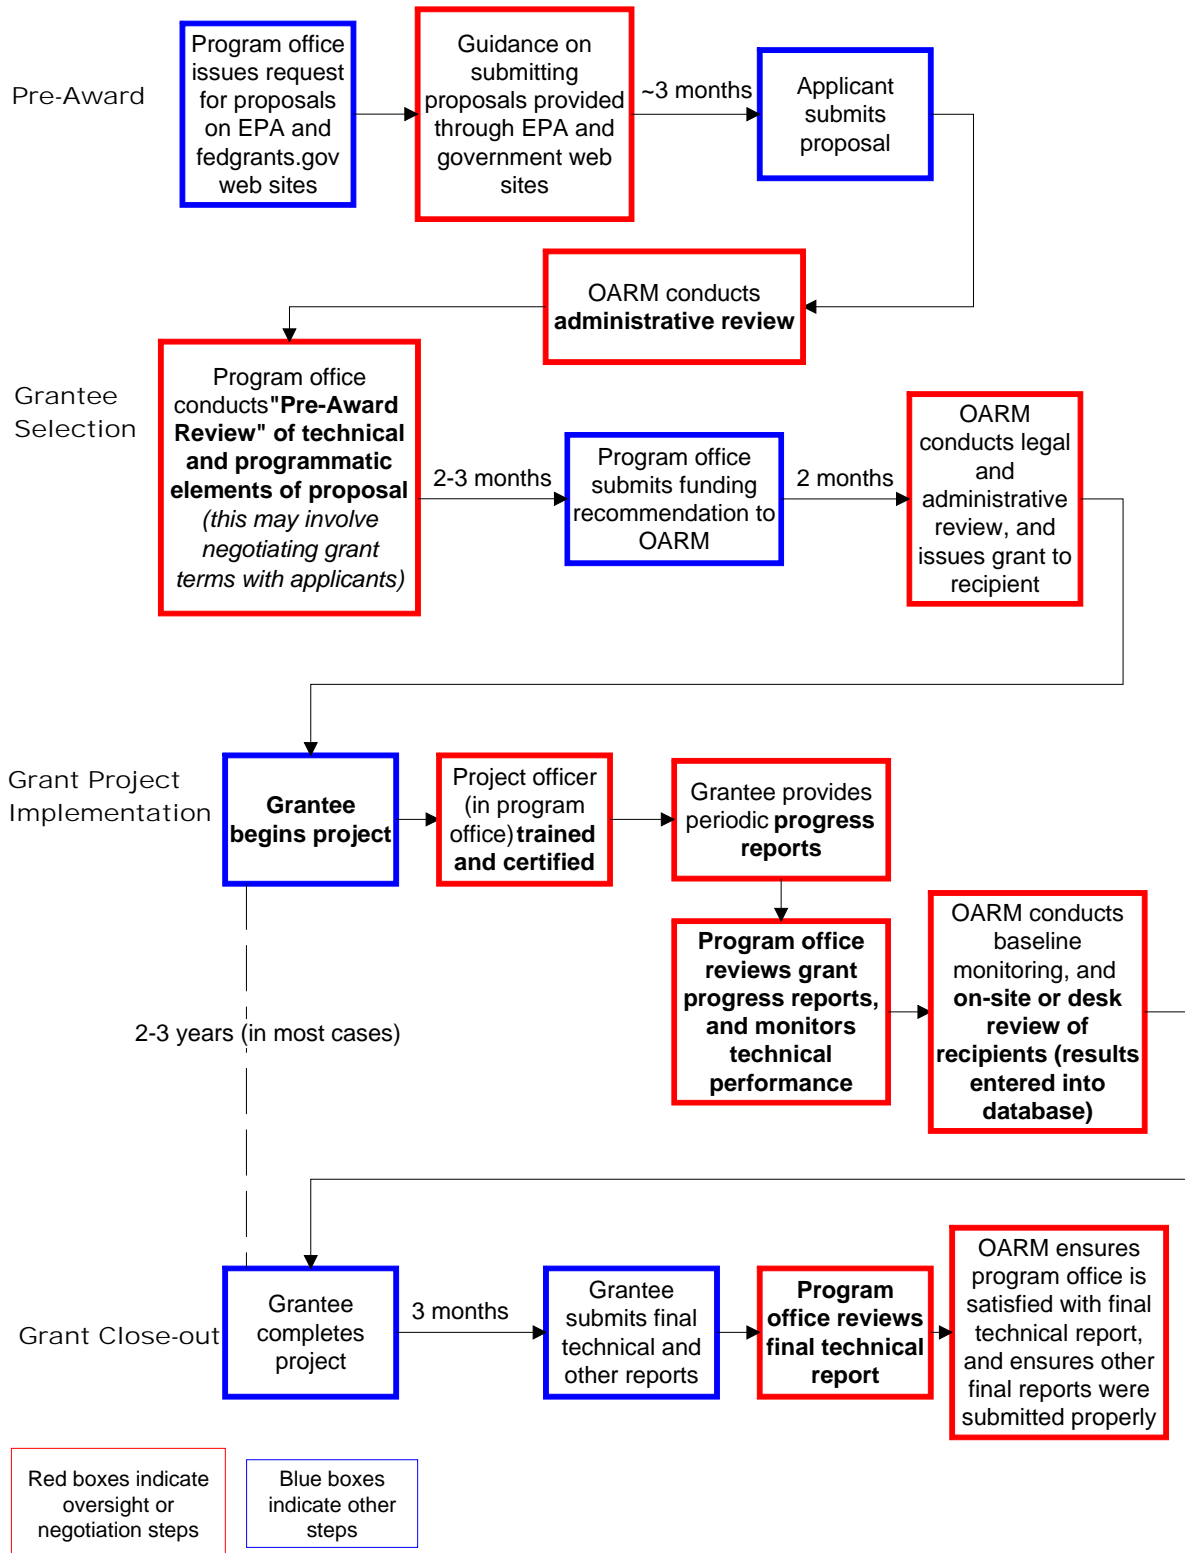 Pre-Award
Program office
issues request
for proposals
on EPA and
fedgrants.gov
web sites
Guidance on
submitting
proposals provided
through EPA and
government web
sites
~3 months
Applicant
submits
proposal
OARM conducts
administrative review
Grantee
Selection
Program office
conducts"Pre-Award
Review" of technical
and programmatic
elements of proposal
(this may involve
negotiating grant
terms with applicants)
2-3 months
Program office
submits funding
recommendation to
OARM
2 months
OARM
conducts legal
and
administrative
review, and
issues grant to
recipient
Grant Project
Implementation
Grantee
begins project
Project officer
(in program
office) trained
and certified
Grantee provides
periodic progress
reports
Program office
reviews grant
progress reports,
and monitors
technical
performance
OARM conducts
baseline
monitoring, and
on-site or desk
review of
recipients (results
entered into
database)
2-3 years (in most cases)
Grant Close-out
Grantee
completes
project
3 months
Grantee
submits final
technical and
other reports
Program
office reviews
final technical
report
OARM ensures
program office is
satisfied with final
technical report,
and ensures other
final reports were
submitted properly
Red boxes indicate
oversight or
negotiation steps
Blue boxes
indicate other
steps